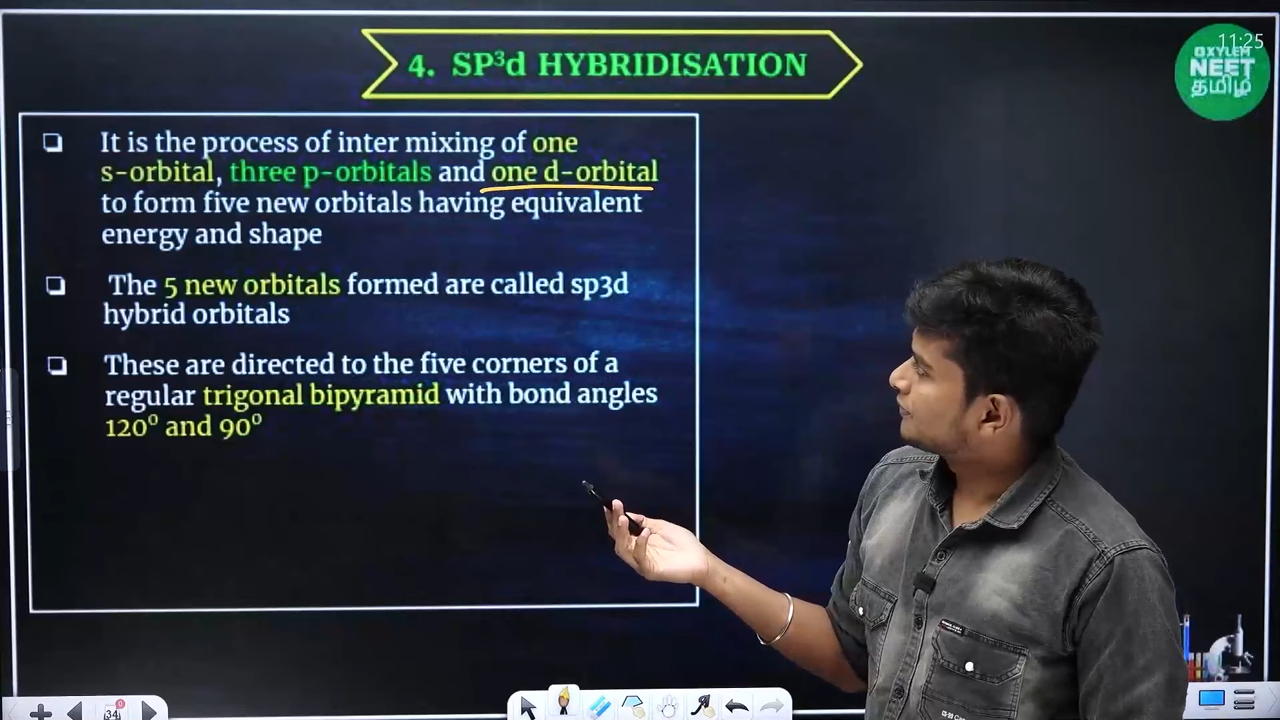 4. SP³d HYBRIDISATION
11:25
XYLEM
NEET
தமிழ்
❑ It is the process of inter mixing of one
s-orbital, three p-orbitals and one d-orbital
to form five new orbitals having equivalent
energy and shape
❑ The 5 new orbitals formed are called sp3d
hybrid orbitals
❑ These are directed to the five corners of a
regular trigonal bipyramid with bond angles
120⁰ and 90⁰
34